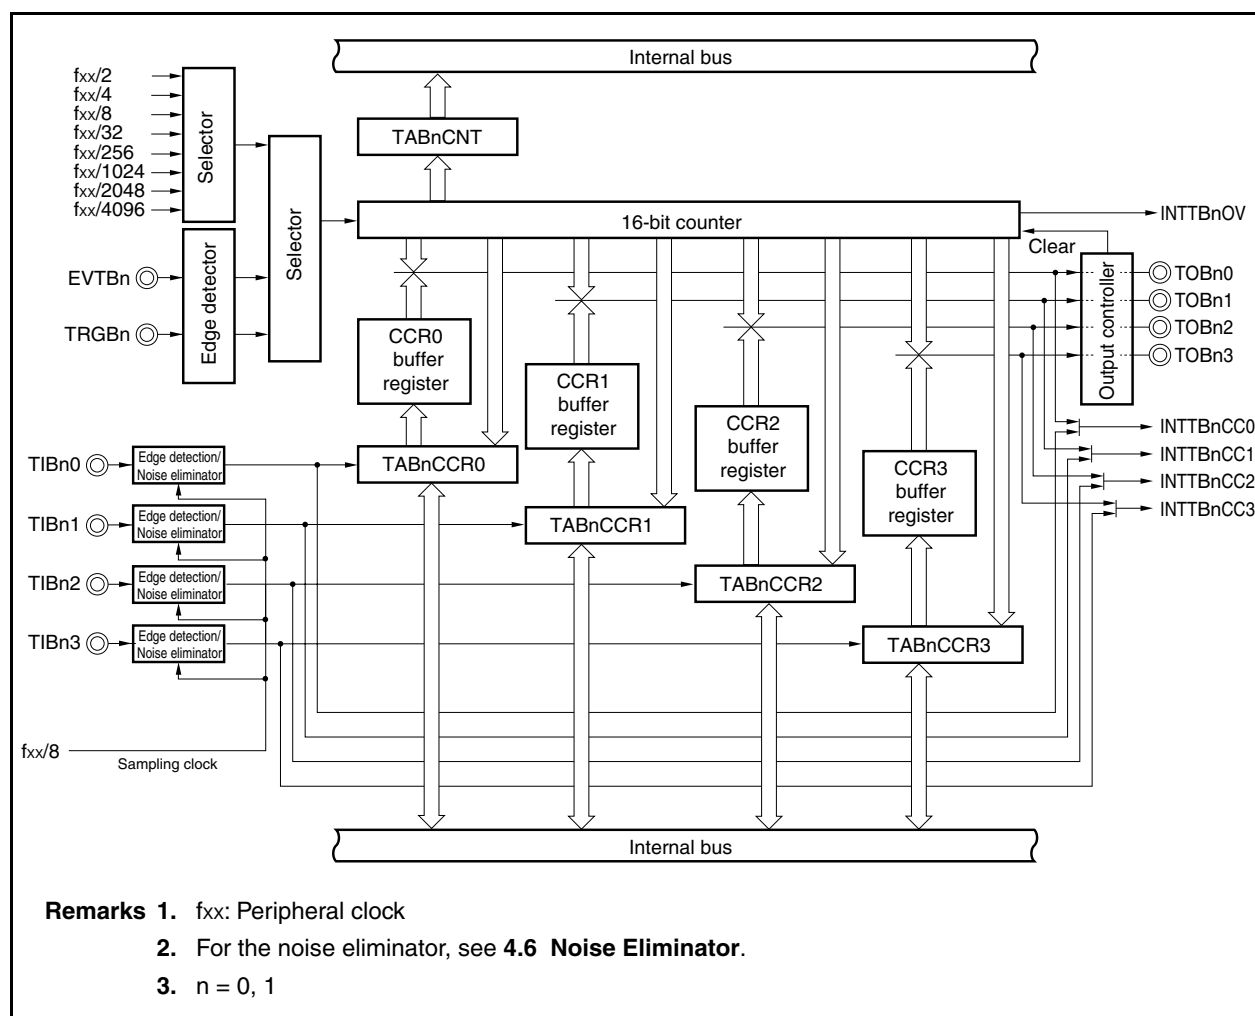 Internal bus
fxx/2
fxx/4
fxx/8
fxx/32
fxx/256
fxx/1024
fxx/2048
fxx/4096
Selector
Selector
TABnCNT
16-bit counter
INTTBnOV
Clear
EVTBn
TRGBn
Edge detector
CCR0
buffer
register
CCR1
buffer
register
CCR2
buffer
register
CCR3
buffer
register
Output controller
TOBn0
TOBn1
TOBn2
TOBn3
INTTBnCC0
INTTBnCC1
INTTBnCC2
INTTBnCC3
TIBn0
Edge detection/
Noise eliminator
TABnCCR0
TIBn1
Edge detection/
Noise eliminator
TABnCCR1
TIBn2
Edge detection/
Noise eliminator
TABnCCR2
TIBn3
Edge detection/
Noise eliminator
TABnCCR3
fxx/8
Sampling clock
Internal bus
Remarks 1. fxx: Peripheral clock
2. For the noise eliminator, see 4.6 Noise Eliminator.
3. n = 0, 1